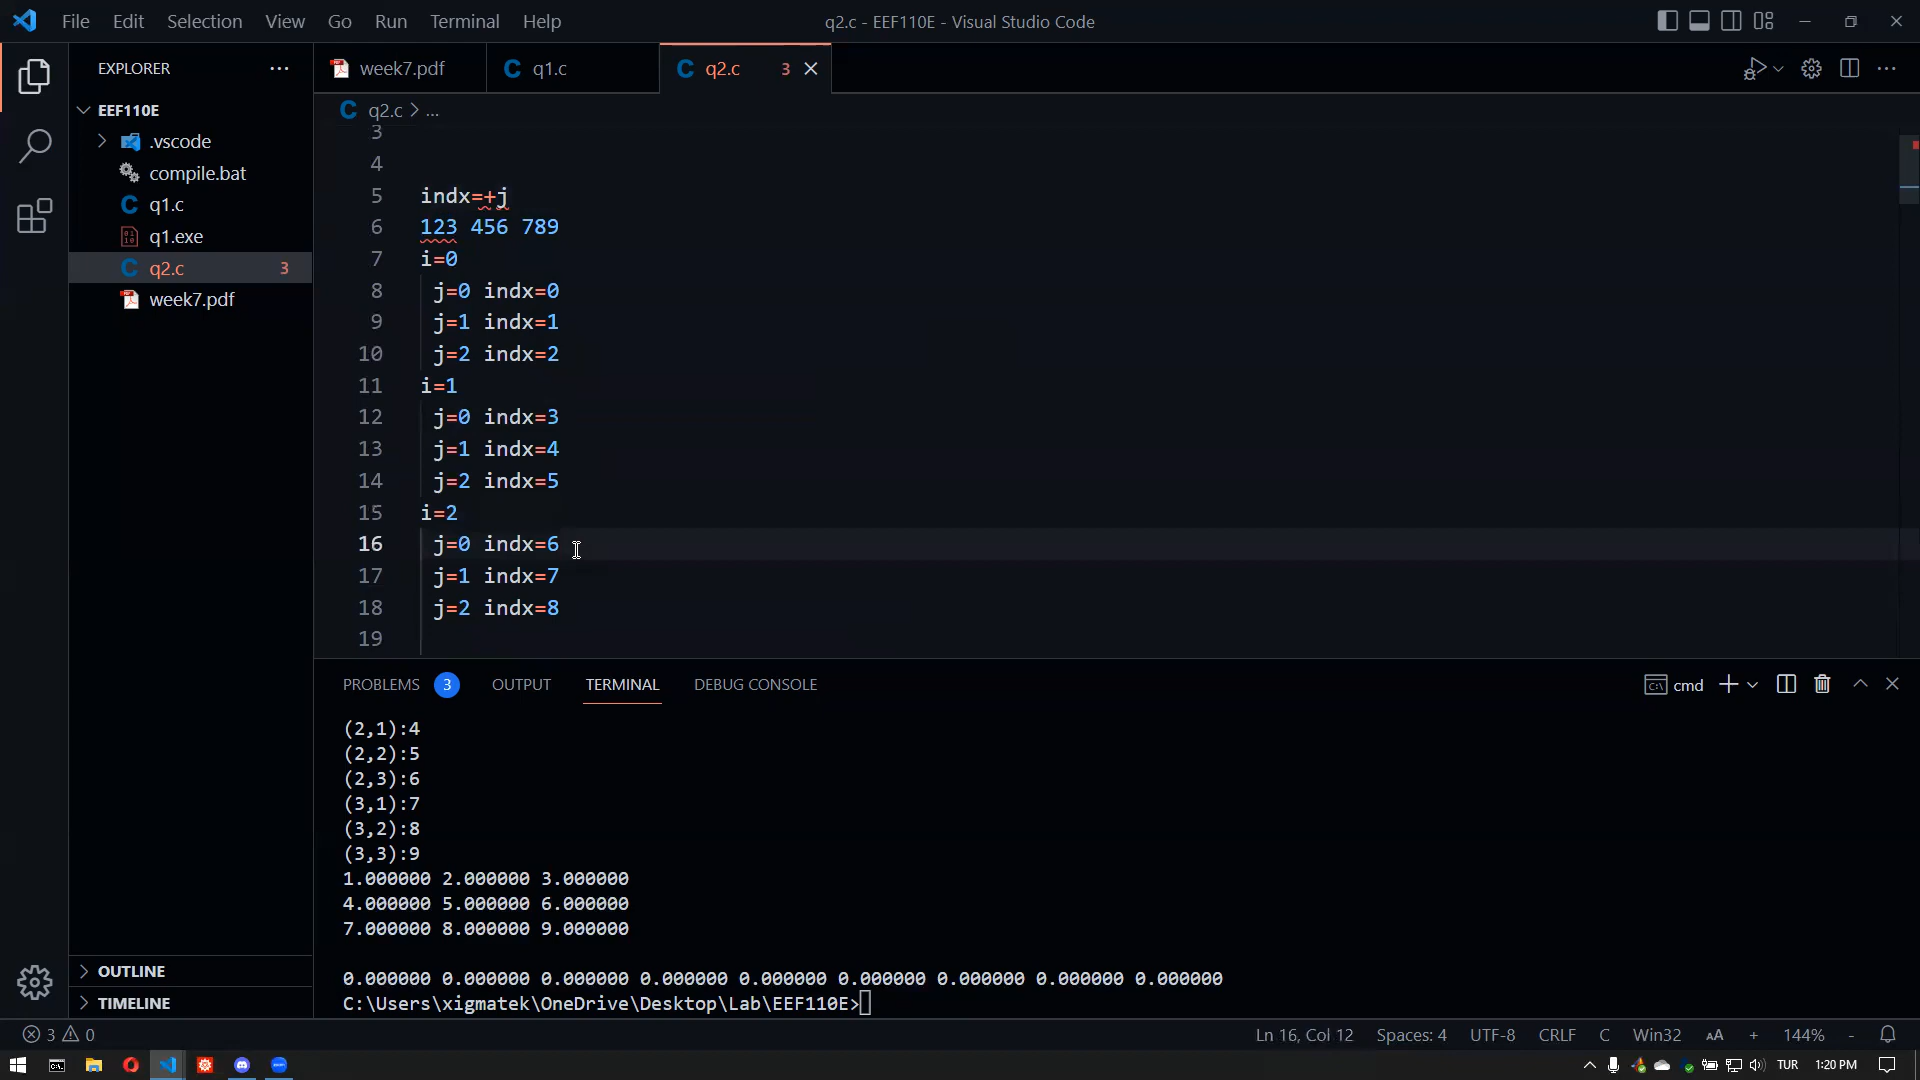 File Edit Selection View Go Run Terminal Help q2.c - EEF110E - Visual Studio Code
EXPLORER
EEF110E
.vscode
compile.bat
q1.c
q1.exe
q2.c 3
week7.pdf
OUTLINE
TIMELINE
week7.pdf q1.c q2.c 3
q2.c > ...
3
4
5 indx=+j
6 123 456 789
7 i=0
8 j=0 indx=0
9 j=1 indx=1
10 j=2 indx=2
11 i=1
12 j=0 indx=3
13 j=1 indx=4
14 j=2 indx=5
15 i=2
16 j=0 indx=6
17 j=1 indx=7
18 j=2 indx=8
19
PROBLEMS 3 OUTPUT TERMINAL DEBUG CONSOLE cmd
(2,1):4
(2,2):5
(2,3):6
(3,1):7
(3,2):8
(3,3):9
1.000000 2.000000 3.000000
4.000000 5.000000 6.000000
7.000000 8.000000 9.000000
0.000000 0.000000 0.000000 0.000000 0.000000 0.000000 0.000000 0.000000 0.000000
C:\Users\xigmatek\OneDrive\Desktop\Lab\EEF110E>
3 0 Ln 16, Col 12 Spaces: 4 UTF-8 CRLF C Win32 AA + 144% -
TUR 1:20 PM